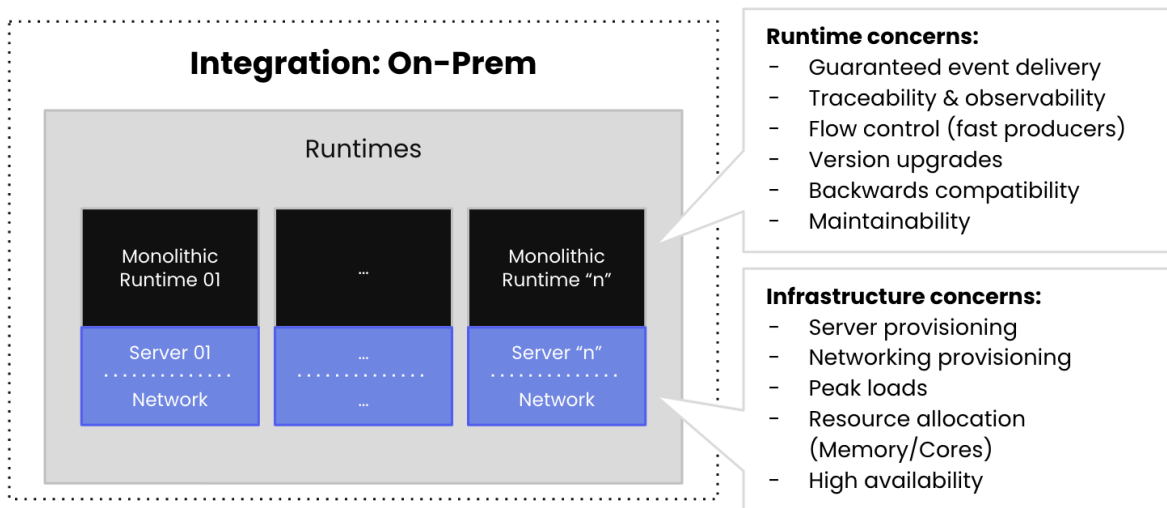 Integration: On-Prem
Runtimes
Monolithic
Runtime 01
...
Monolithic
Runtime “n”
Server 01
Network
...
...
Server “n”
Network
Runtime concerns:
- Guaranteed event delivery
- Traceability & observability
- Flow control (fast producers)
- Version upgrades
- Backwards compatibility
- Maintainability
Infrastructure concerns:
- Server provisioning
- Networking provisioning
- Peak loads
- Resource allocation
(Memory/Cores)
- High availability